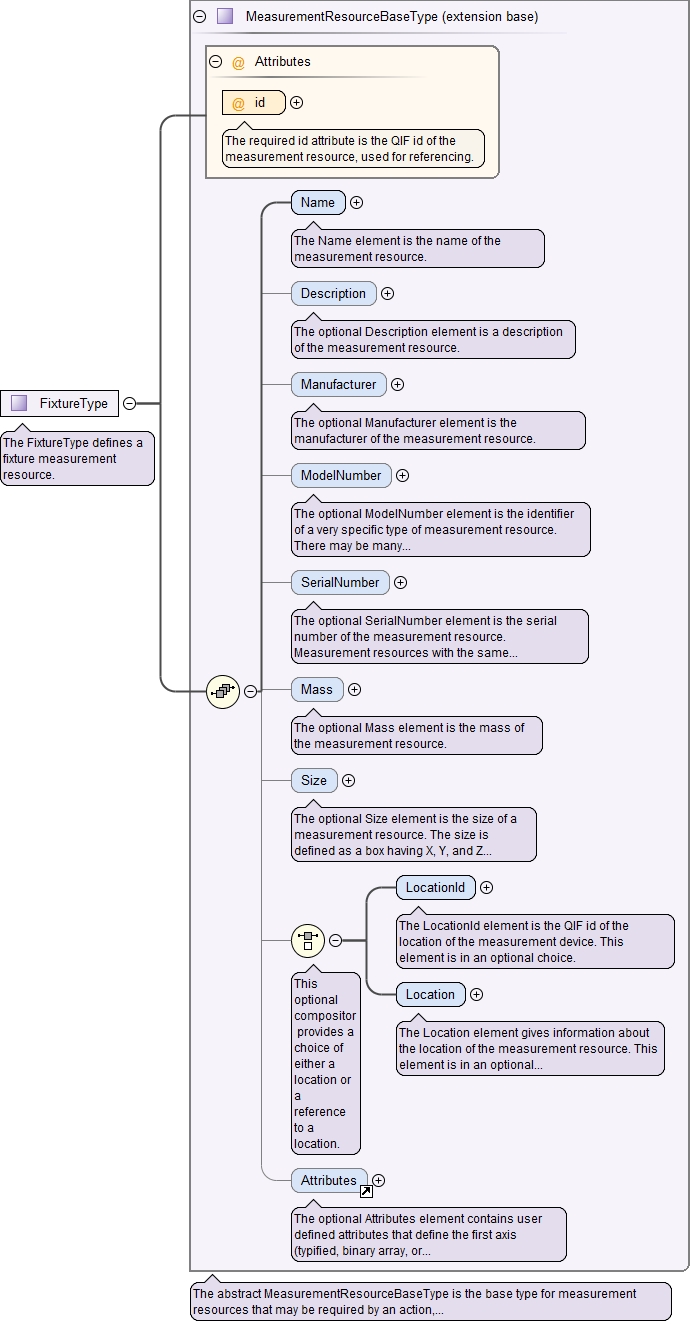 MeasurementResourceBaseType (extension base)
@ Attributes
@ id
The required id attribute is the QIF id of the
measurement resource, used for referencing.
Name
The Name element is the name of the
measurement resource.
Description
The optional Description element is a description
of the measurement resource.
Manufacturer
The optional Manufacturer element is the
manufacturer of the measurement resource.
FixtureType
The FixtureType defines a
fixture measurement
resource.
ModelNumber
The optional ModelNumber element is the identifier
of a very specific type of measurement resource.
There may be many...
SerialNumber
The optional SerialNumber element is the serial
number of the measurement resource.
Measurement resources with the same...
Mass
The optional Mass element is the mass of
the measurement resource.
Size
The optional Size element is the size of a
measurement resource. The size is
defined as a box having X, Y, and Z...
LocationId
The LocationId element is the QIF id of the
location of the measurement device. This
element is in an optional choice.
Location
The Location element gives information about
the location of the measurement resource. This
element is in an optional...
This
optional
compositor
provides a
choice of
either a
location or
a
reference
to a
location.
Attributes
The optional Attributes element contains user
defined attributes that define the first axis
(typified, binary array, or...
The abstract MeasurementResourceBaseType is the base type for measurement
resources that may be required by an action,...